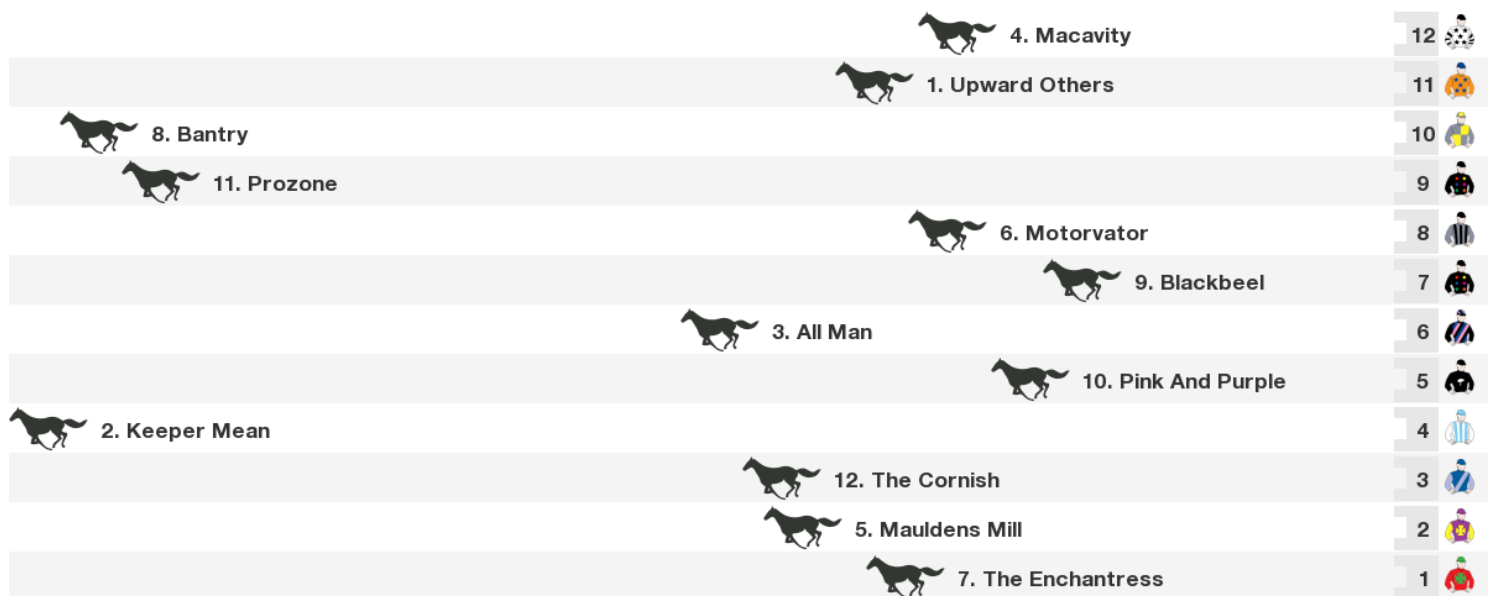 4. Macavity 12
1. Upward Others 11
8. Bantry 10
11. Prozone 9
6. Motorvator 8
9. Blackbeel 7
3. All Man 6
10. Pink And Purple 5
2. Keeper Mean 4
12. The Cornish 3
5. Mauldens Mill 2
7. The Enchantress 1